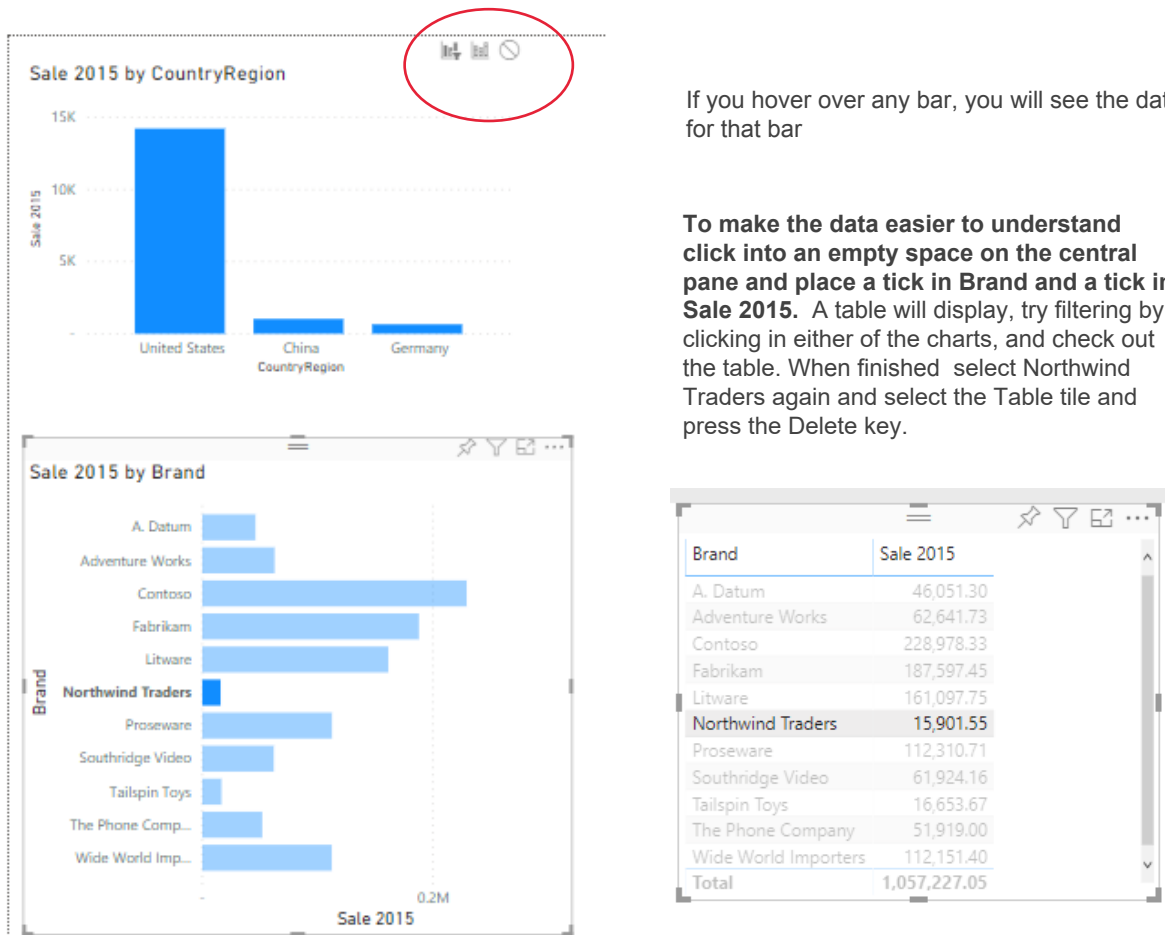 Sale 2015 by CountryRegion
15K
10K
5K
-
Sale 2015
United States
China
Germany
CountryRegion
Sale 2015 by Brand
A. Datum
Adventure Works
Contoso
Fabrikam
Litware
Northwind Traders
Proseware
Southridge Video
Tailspin Toys
The Phone Comp...
Wide World Imp...
Brand
-
0.2M
Sale 2015
If you hover over any bar, you will see the dat
for that bar
To make the data easier to understand
click into an empty space on the central
pane and place a tick in Brand and a tick in
Sale 2015. A table will display, try filtering by
clicking in either of the charts, and check out
the table. When finished select Northwind
Traders again and select the Table tile and
press the Delete key.
Brand Sale 2015
A. Datum 46,051.30
Adventure Works 62,641.73
Contoso 228,978.33
Fabrikam 187,597.45
Litware 161,097.75
Northwind Traders 15,901.55
Proseware 112,310.71
Southridge Video 61,924.16
Tailspin Toys 16,653.67
The Phone Company 51,919.00
Wide World Importers 112,151.40
Total 1,057,227.05